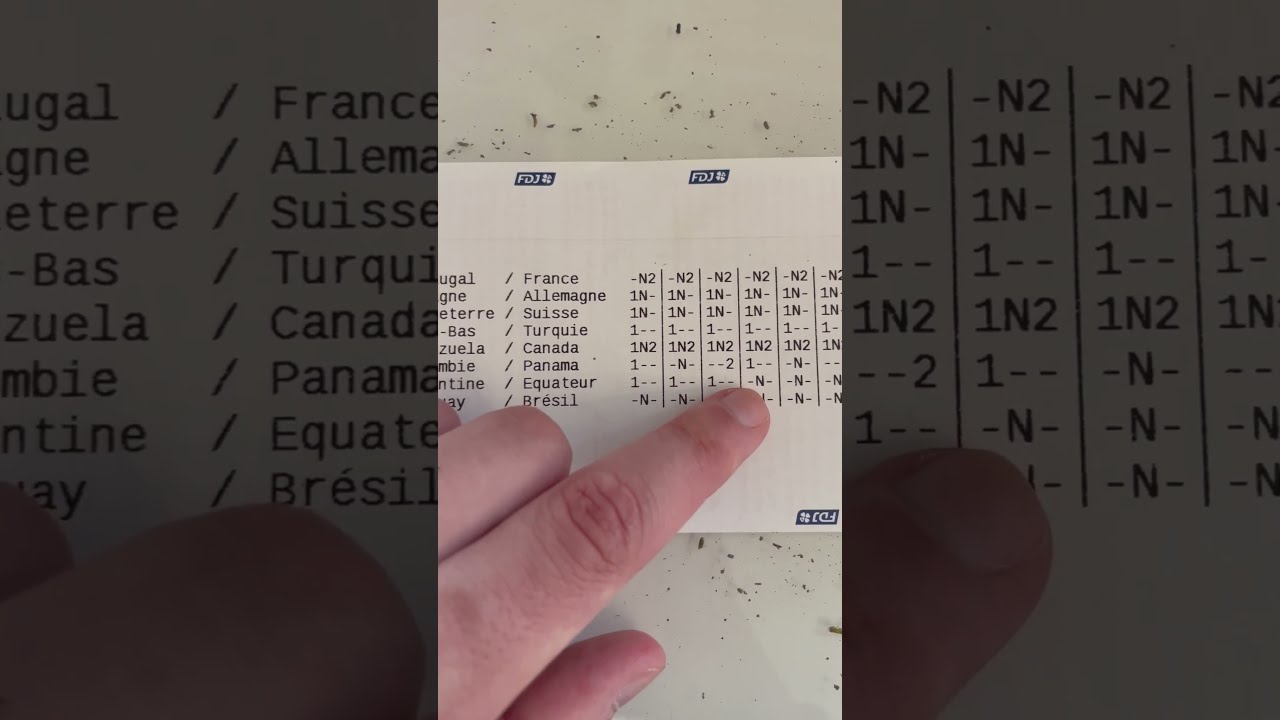 FDJ FDJ
ugal / France -N2 -N2 -N2 -N2 -N2 -N2
gne / Allemagne 1N- 1N- 1N- 1N- 1N- 1N-
eterre / Suisse 1N- 1N- 1N- 1N- 1N- 1N-
-Bas / Turquie 1-- 1-- 1-- 1-- 1-- 1-
zuela / Canada 1N2 1N2 1N2 1N2 1N2 1N
mbie / Panama 1-- -N- --2 1-- -N- --
ntine / Equateur 1-- 1-- 1-- -N- -N- -N
uay / Brésil -N- -N- N- -N- -N
FDJ